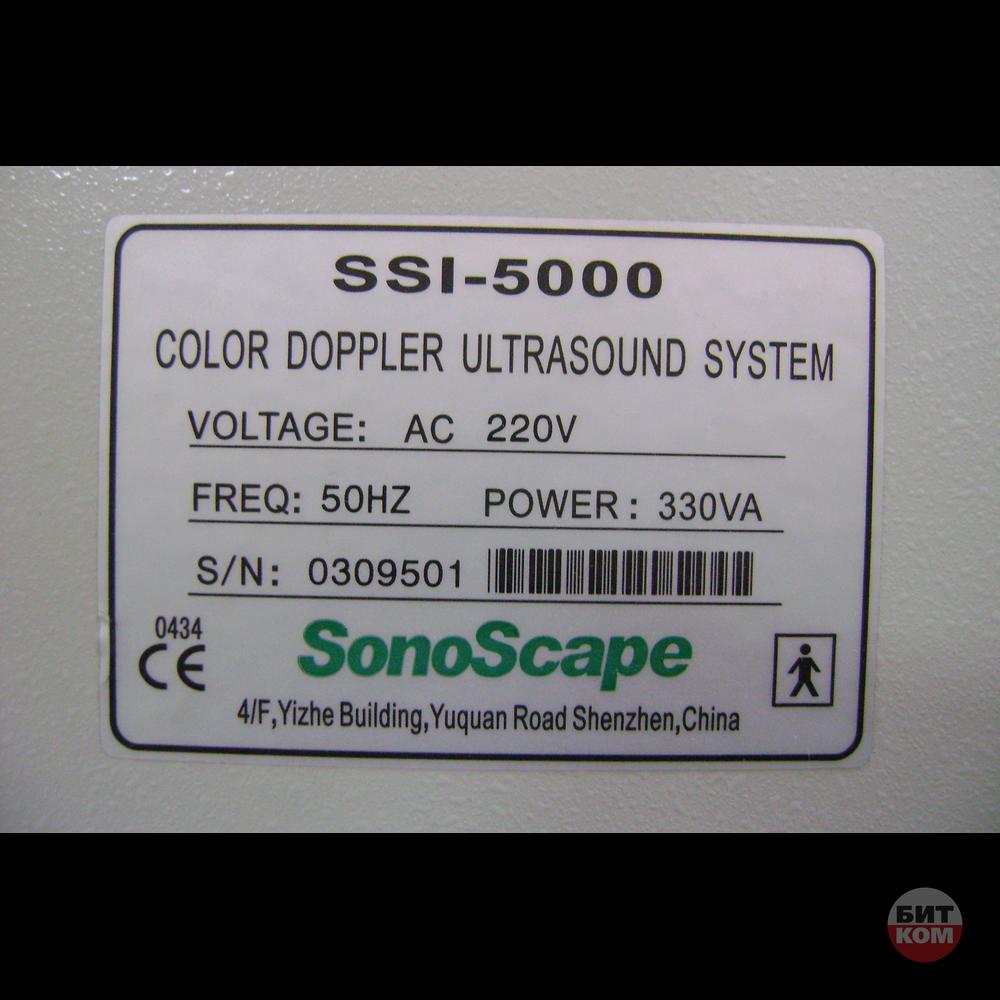 SSI-5000
COLOR DOPPLER ULTRASOUND SYSTEM
VOLTAGE: AC 220V
FREQ: 50HZ POWER: 330VA
S/N: 0309501
0434
CE
SonoScape
4/F,Yizhe Building,Yuquan Road Shenzhen,China
БИТ
КОМ